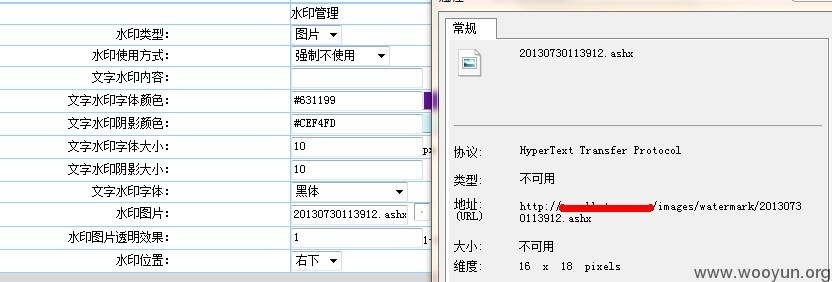 水印管理
水印类型: 图片
水印使用方式: 强制不使用
文字水印内容:
文字水印字体颜色: #631199
文字水印阴影颜色: #CEF4FD
文字水印字体大小: 10 px
文字水印阴影大小: 10
文字水印字体: 黑体
水印图片: 20130730113912.ashx
水印图片透明效果: 1
水印位置: 右下
常规
20130730113912.ashx
协议: HyperText Transfer Protocol
类型: 不可用
地址: http:// /images/watermark/2013073
(URL) 0113912.ashx
大小: 不可用
维度: 16 x 18 pixels
www.wooyun.org